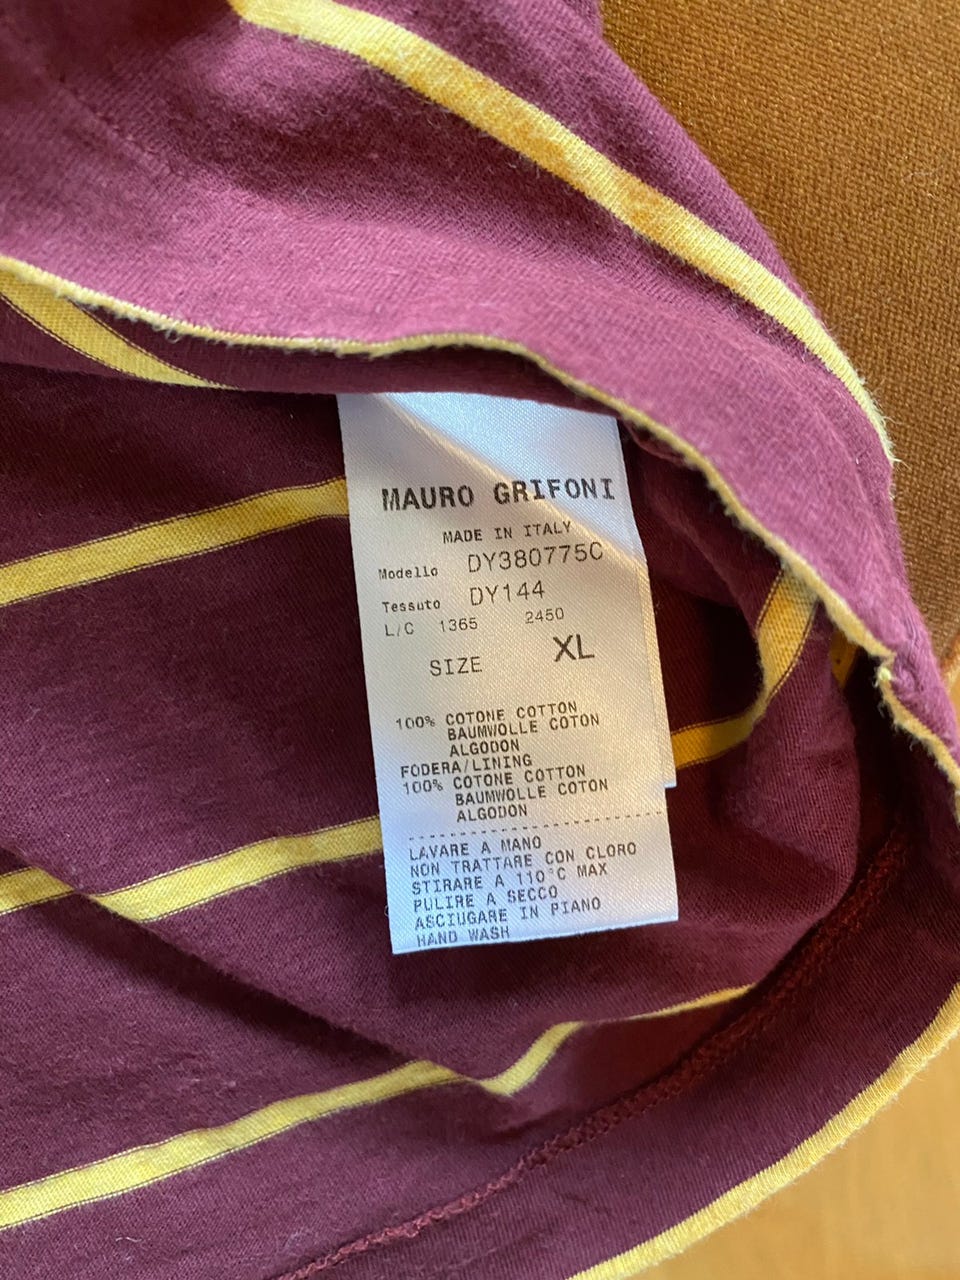 MAURO GRIFONI
MADE IN ITALY
Modello DY380775C
Tessuto DY144
L/C 1365 2450
SIZE XL
100% COTONE COTTON
BAUMWOLLE COTON
ALGODON
FODERA/LINING
100% COTONE COTTON
BAUMWOLLE COTON
ALGODON
LAVARE A MANO
NON TRATTARE CON CLORO
STIRARE A 110°C MAX
PULIRE A SECCO
ASCIUGARE IN PIANO
HAND WASH